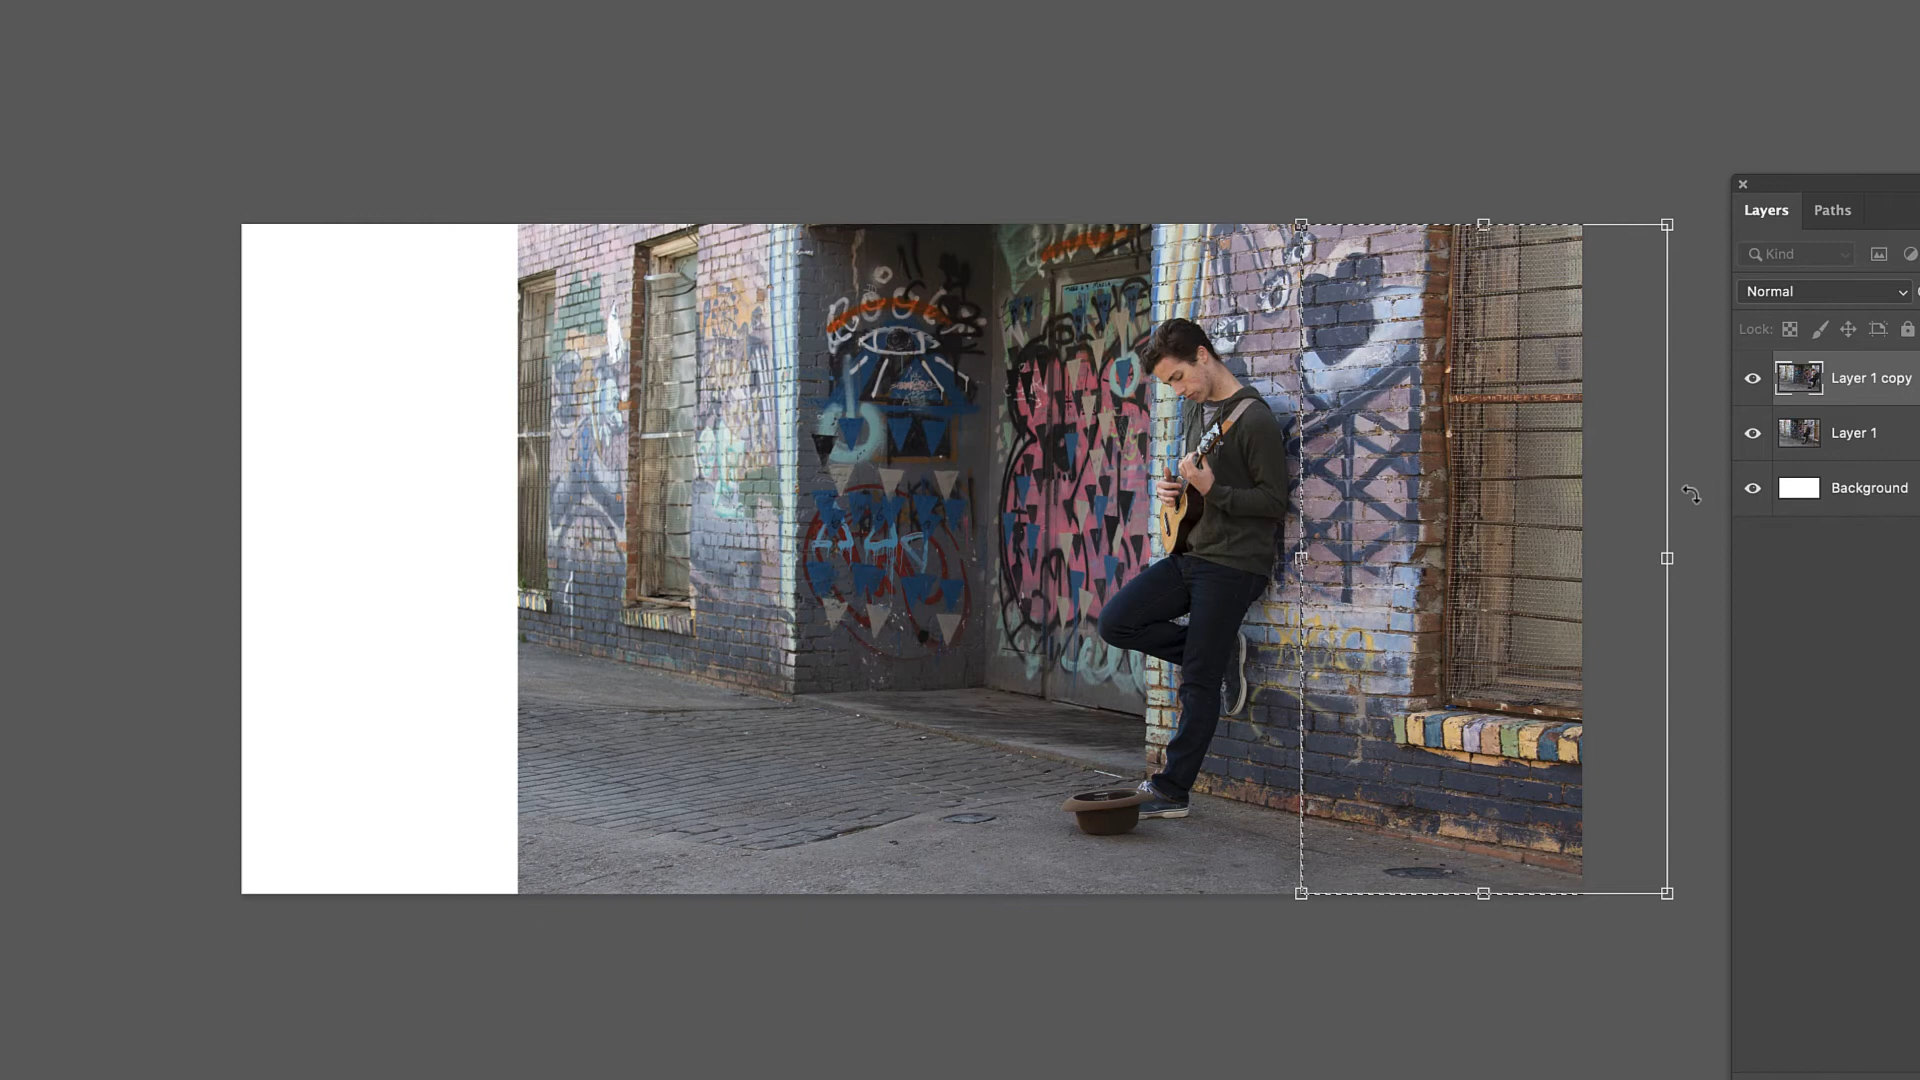 Layers Paths
Kind
Normal
Lock:
Layer 1 copy
Layer 1
Background